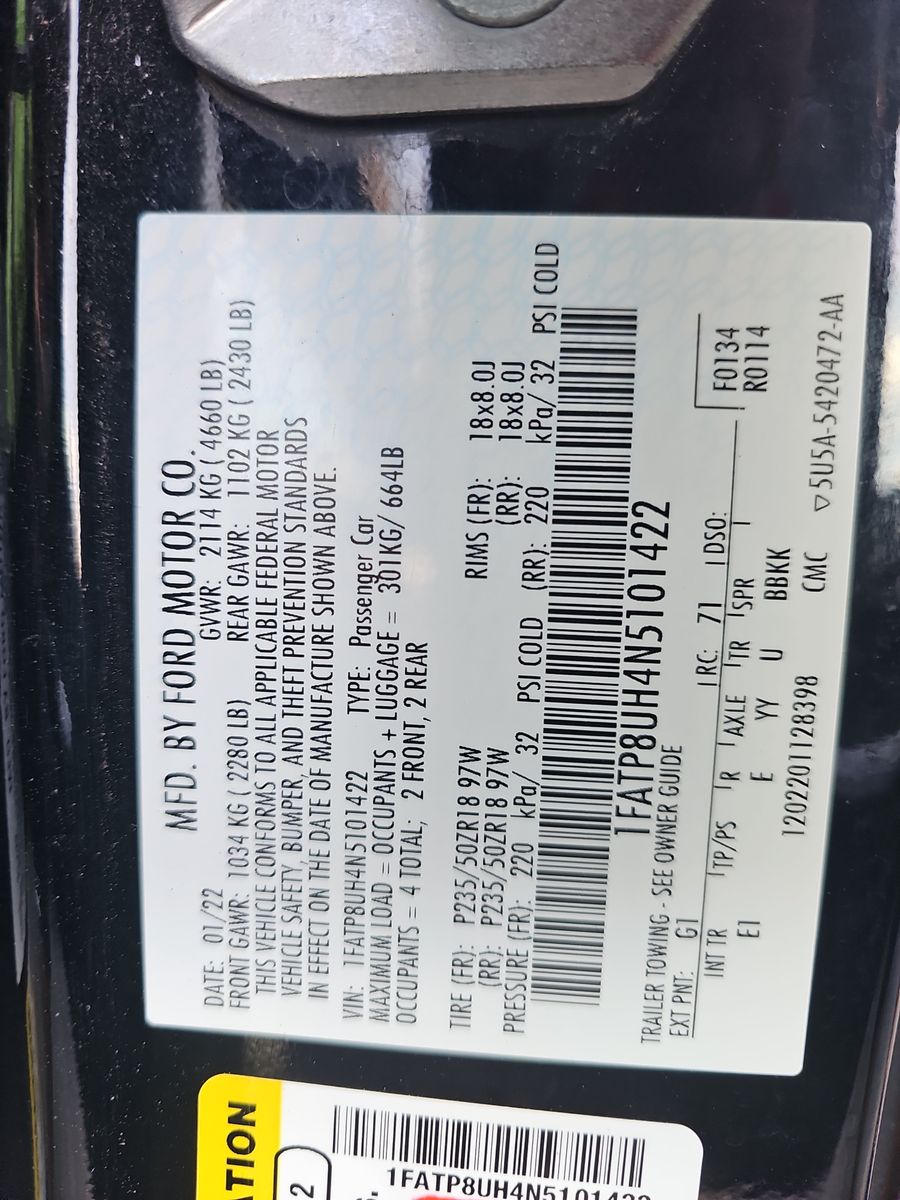 MFD. BY FORD MOTOR CO.
DATE: 01/22 GVWR: 2114 KG ( 4660 LB)
FRONT GAWR: 1034 KG ( 2280 LB) REAR GAWR: 1102 KG ( 2430 LB)
THIS VEHICLE CONFORMS TO ALL APPLICABLE FEDERAL MOTOR
VEHICLE SAFETY, BUMPER, AND THEFT PREVENTION STANDARDS
IN EFFECT ON THE DATE OF MANUFACTURE SHOWN ABOVE.
VIN: 1FATP8UH4N5101422 TYPE: Passenger Car
MAXIMUM LOAD = OCCUPANTS + LUGGAGE = 301KG/ 664LB
OCCUPANTS = 4 TOTAL; 2 FRONT, 2 REAR
TIRE (FR): P235/50ZR18 97W RIMS (FR): 18x8.0J
(RR): P235/50ZR18 97W (RR): 18x8.0J
PRESSURE (FR): 220 kPa/ 32 PSI COLD (RR): 220 kPa/ 32 PSI COLD
1FATP8UH4N5101422
TRAILER TOWING - SEE OWNER GUIDE
EXT PNT: G1 RC: 71 DSO:
INT TR TP/PS R AXLE TR SPR F0134
E1 E YY U BBKK R0114
1202201128398 CMC
▽5U5A-5420472-AA
ATION
2
1FATP8UH4N5101422